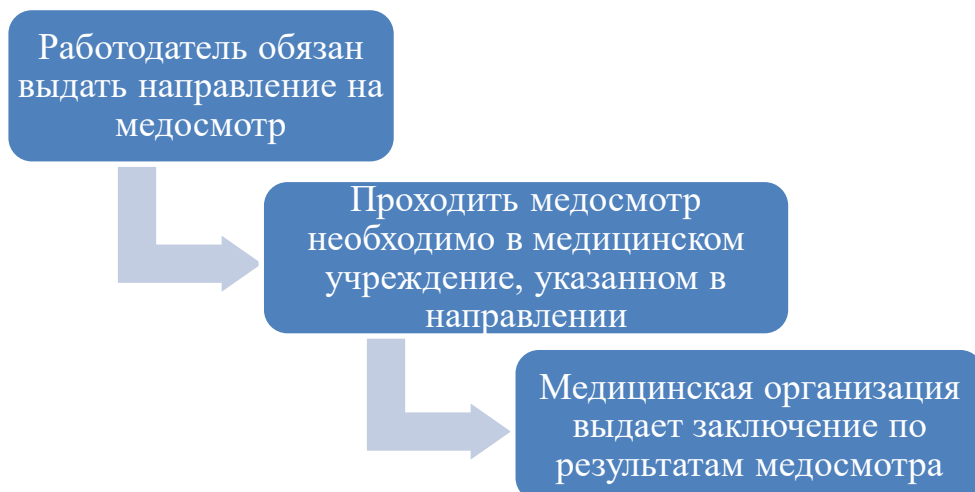 Работодатель обязан
выдать направление на
медосмотр
Проходить медосмотр
необходимо в медицинском
учреждение, указанном в
направлении
Медицинская организация
выдает заключение по
результатам медосмотра